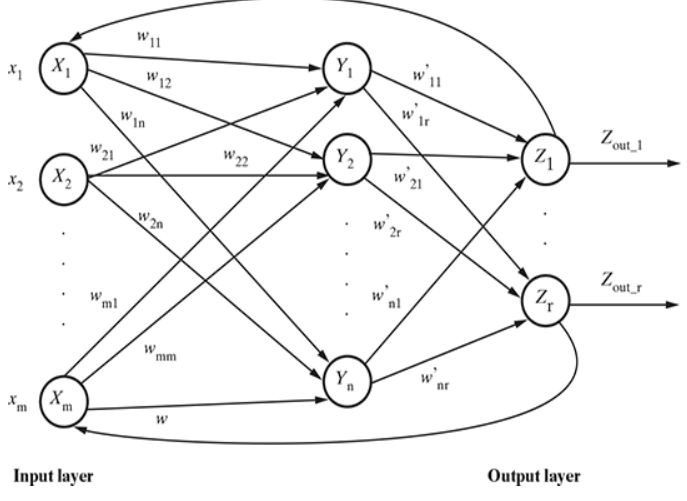 w11
x1 X1 Y1 w'11
w12
w'1r
w1n
Zout_1
w21 w22 Y2 Z1
x2 X2 w'21
w2n w'2r
Zout_r
wm1 w'n1 Zr
wmm
Yn w'nr
xm Xm
w
Input layer Output layer